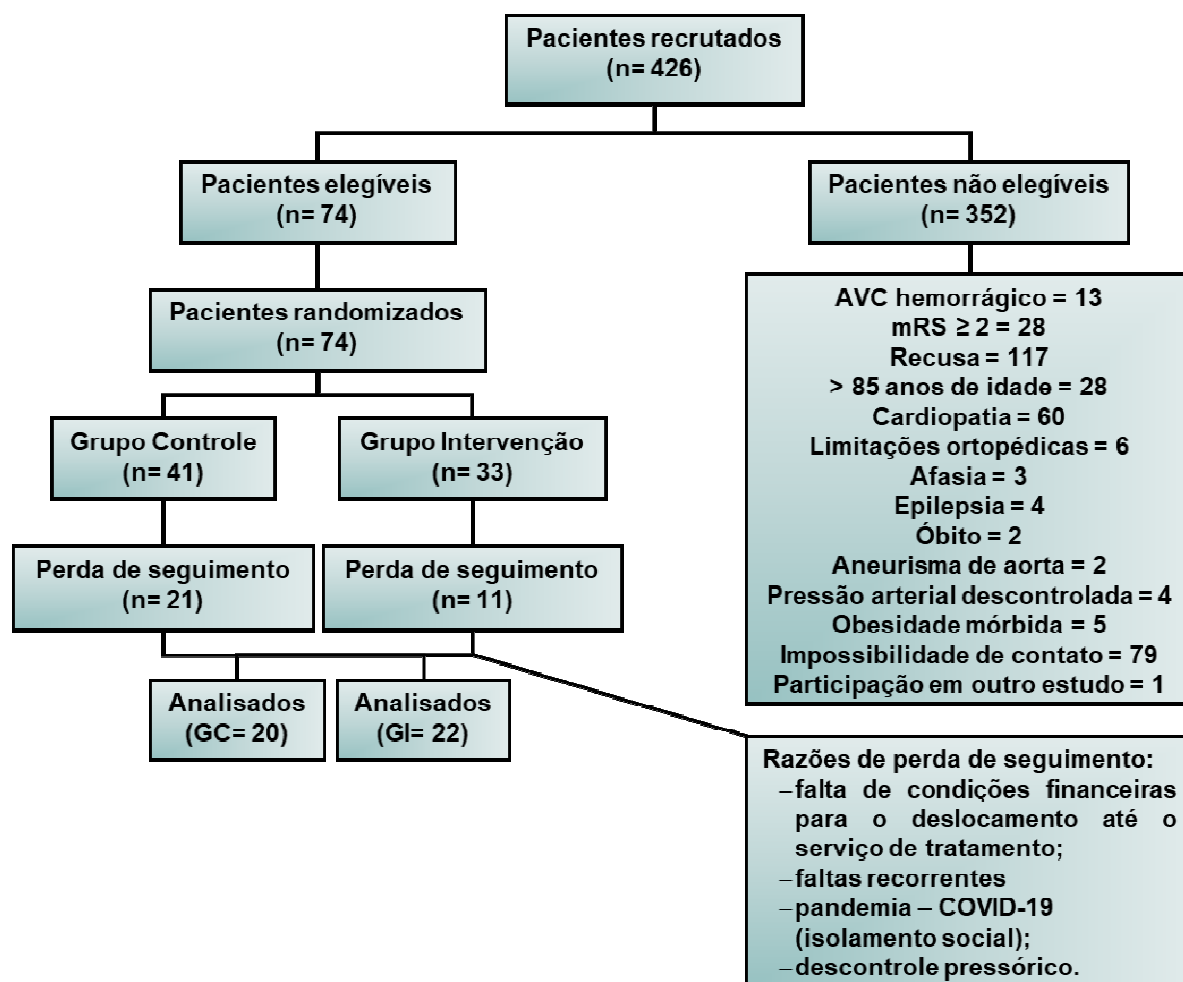 Pacientes recrutados
(n= 426)
Pacientes elegíveis
(n= 74)
Pacientes não elegíveis
(n= 352)
Pacientes randomizados
(n= 74)
AVC hemorrágico = 13
mRS ≥ 2 = 28
Recusa = 117
> 85 anos de idade = 28
Cardiopatia = 60
Limitações ortopédicas = 6
Afasia = 3
Epilepsia = 4
Óbito = 2
Aneurisma de aorta = 2
Pressão arterial descontrolada = 4
Obesidade mórbida = 5
Impossibilidade de contato = 79
Participação em outro estudo = 1
Grupo Controle
(n= 41)
Grupo Intervenção
(n= 33)
Perda de seguimento
(n= 21)
Perda de seguimento
(n= 11)
Analisados
(GC= 20)
Analisados
(GI= 22)
Razões de perda de seguimento:
–falta de condições financeiras
para o deslocamento até o
serviço de tratamento;
–faltas recorrentes
–pandemia – COVID-19
(isolamento social);
–descontrole pressórico.